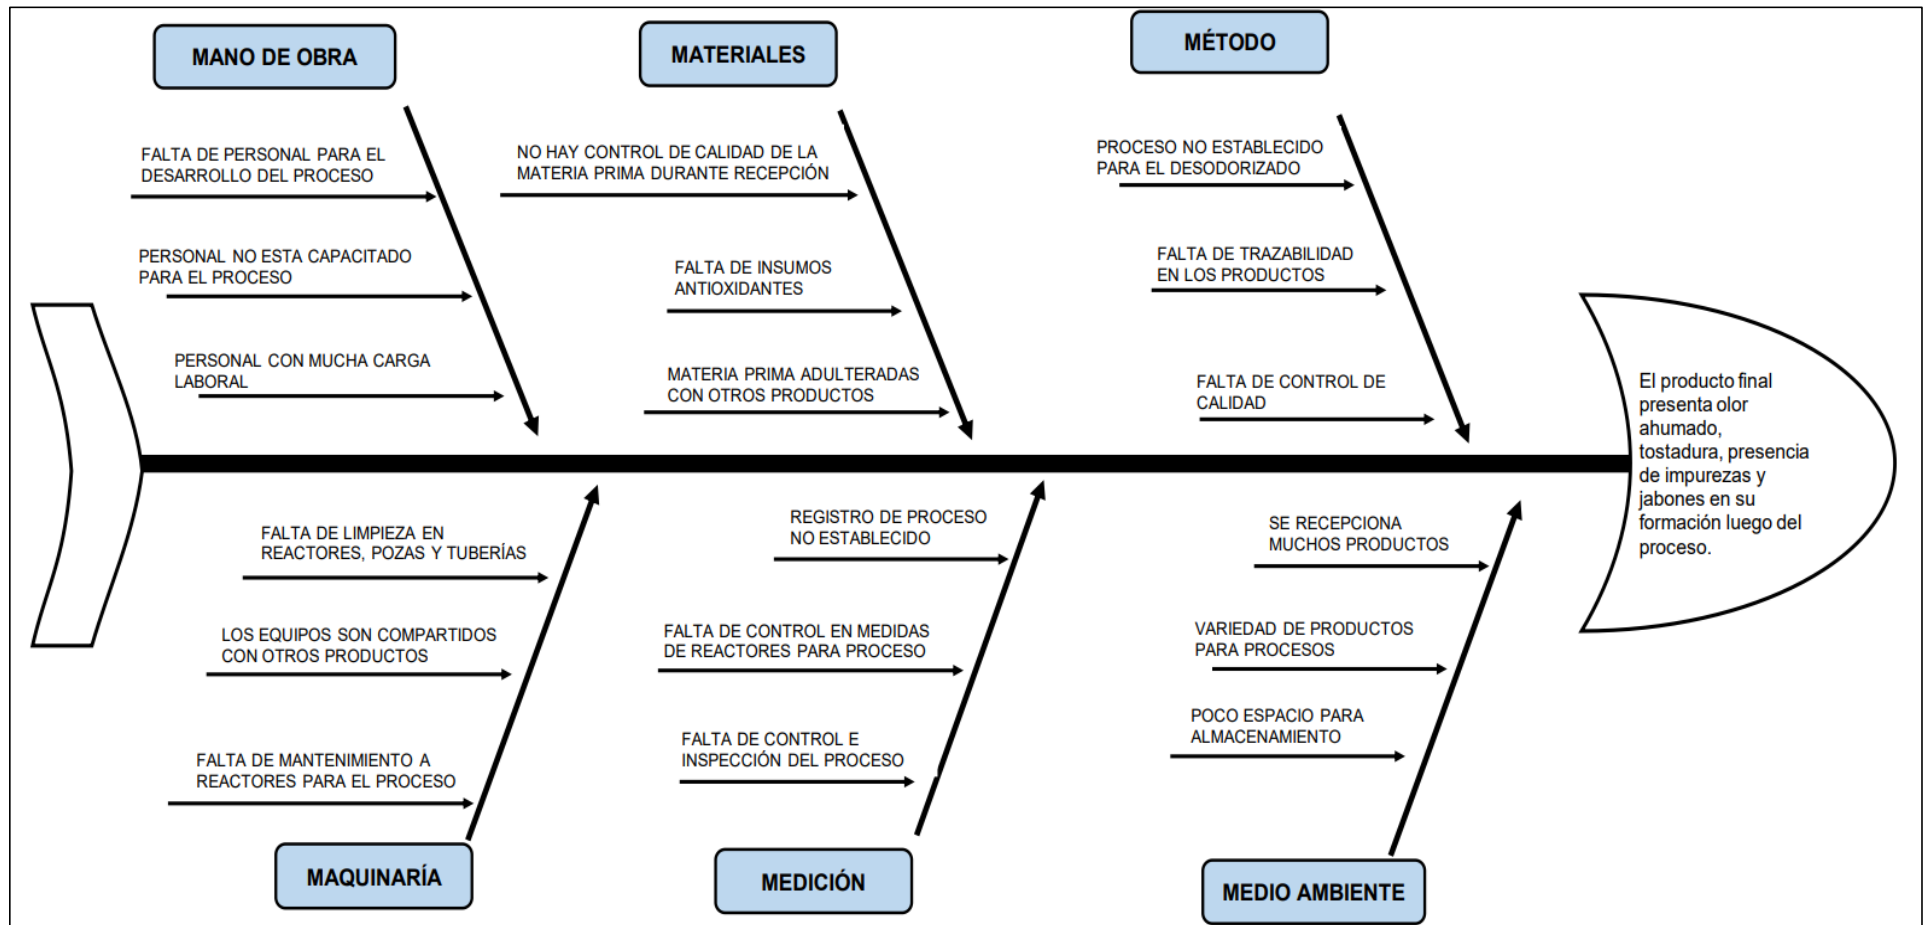 MANO DE OBRA
MATERIALES
MÉTODO
FALTA DE PERSONAL PARA EL
DESARROLLO DEL PROCESO
PERSONAL NO ESTA CAPACITADO
PARA EL PROCESO
PERSONAL CON MUCHA CARGA
LABORAL
NO HAY CONTROL DE CALIDAD DE LA
MATERIA PRIMA DURANTE RECEPCIÓN
FALTA DE INSUMOS
ANTIOXIDANTES
MATERIA PRIMA ADULTERADAS
CON OTROS PRODUCTOS
PROCESO NO ESTABLECIDO
PARA EL DESODORIZADO
FALTA DE TRAZABILIDAD
EN LOS PRODUCTOS
FALTA DE CONTROL DE
CALIDAD
El producto final
presenta olor
ahumado,
tostadura, presencia
de impurezas y
jabones en su
formación luego del
proceso.
FALTA DE LIMPIEZA EN
REACTORES, POZAS Y TUBERÍAS
LOS EQUIPOS SON COMPARTIDOS
CON OTROS PRODUCTOS
FALTA DE MANTENIMIENTO A
REACTORES PARA EL PROCESO
REGISTRO DE PROCESO
NO ESTABLECIDO
FALTA DE CONTROL EN MEDIDAS
DE REACTORES PARA PROCESO
FALTA DE CONTROL E
INSPECCIÓN DEL PROCESO
SE RECEPCIONA
MUCHOS PRODUCTOS
VARIEDAD DE PRODUCTOS
PARA PROCESOS
POCO ESPACIO PARA
ALMACENAMIENTO
MAQUINARÍA
MEDICIÓN
MEDIO AMBIENTE